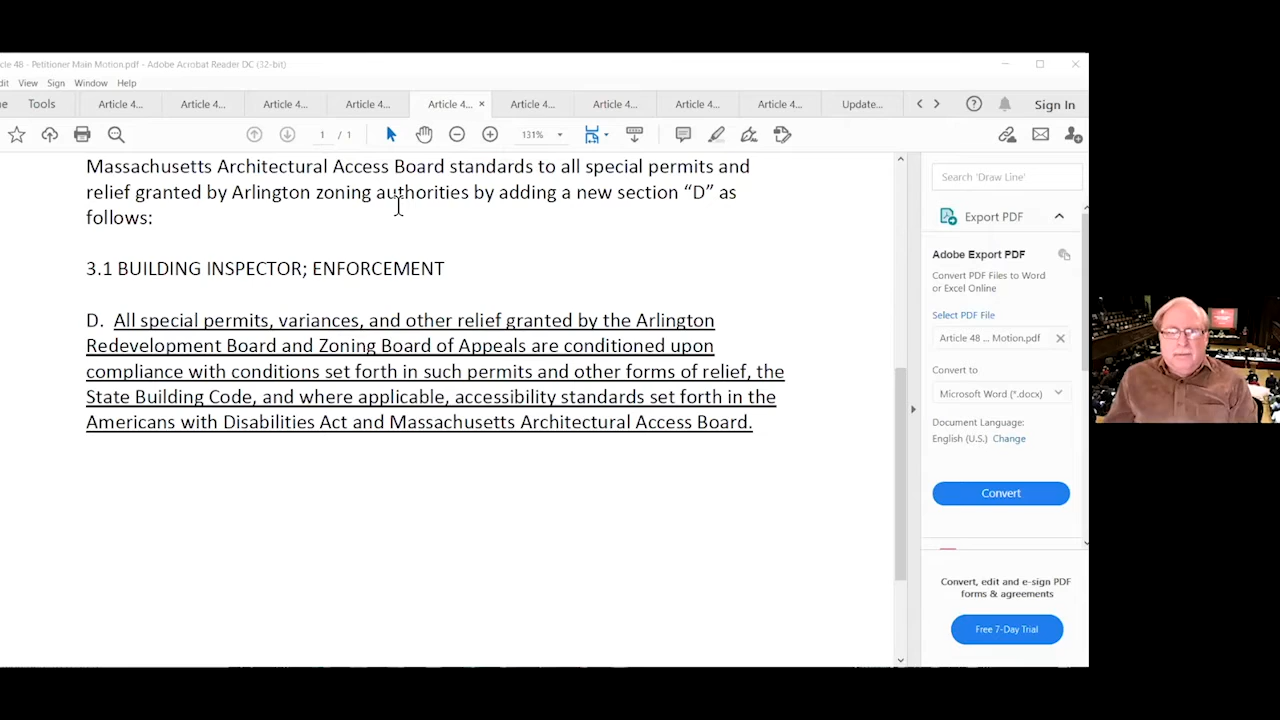 cle 48 - Petitioner Main Motion.pdf - Adobe Acrobat Reader DC (32-bit)
dit View Sign Window Help
e Tools Article 4... Article 4... Article 4... Article 4... Article 4... × Article 4... Article 4... Article 4... Article 4... Update... Sign In
1 / 1 131%
Massachusetts Architectural Access Board standards to all special permits and
relief granted by Arlington zoning authorities by adding a new section “D” as
follows:
3.1 BUILDING INSPECTOR; ENFORCEMENT
D. All special permits, variances, and other relief granted by the Arlington
Redevelopment Board and Zoning Board of Appeals are conditioned upon
compliance with conditions set forth in such permits and other forms of relief, the
State Building Code, and where applicable, accessibility standards set forth in the
Americans with Disabilities Act and Massachusetts Architectural Access Board.
Search 'Draw Line'
Export PDF
Adobe Export PDF
Convert PDF Files to Word
or Excel Online
Select PDF File
Article 48 ... Motion.pdf
Convert to
Microsoft Word (*.docx)
Document Language:
English (U.S.) Change
Convert
Convert, edit and e-sign PDF
forms & agreements
Free 7-Day Trial